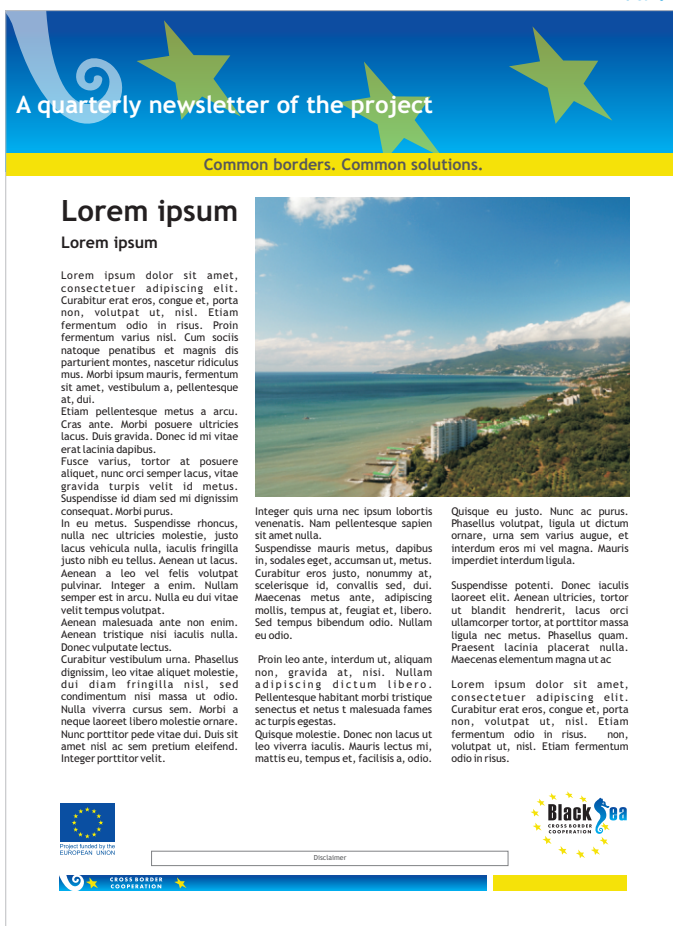 A quarterly newsletter of the project
Common borders. Common solutions.
Lorem ipsum
Lorem ipsum
Lorem ipsum dolor sit amet,
consectetuer adipiscing elit.
Curabitur erat eros, congue et, porta
non, volutpat ut, nisl. Etiam
fermentum odio in risus. Proin
fermentum varius nisl. Cum sociis
natoque penatibus et magnis dis
parturient montes, nascetur ridiculus
mus. Morbi ipsum mauris, fermentum
sit amet, vestibulum a, pellentesque
at, dui.
Etiam pellentesque metus a arcu.
Cras ante. Morbi posuere ultricies
lacus. Duis gravida. Donec id mi vitae
erat lacinia dapibus.
Fusce varius, tortor at posuere
aliquet, nunc orci semper lacus, vitae
gravida turpis velit id metus.
Suspendisse id diam sed mi dignissim
consequat. Morbi purus.
In eu metus. Suspendisse rhoncus,
nulla nec ultricies molestie, justo
lacus vehicula nulla, iaculis fringilla
justo nibh eu tellus. Aenean ut lacus.
Aenean a leo vel felis volutpat
pulvinar. Integer a enim. Nullam
semper est in arcu. Nulla eu dui vitae
velit tempus volutpat.
Aenean malesuada ante non enim.
Aenean tristique nisi iaculis nulla.
Donec vulputate lectus.
Curabitur vestibulum urna. Phasellus
dignissim, leo vitae aliquet molestie,
dui diam fringilla nisl, sed
condimentum nisi massa ut odio.
Nulla viverra cursus sem. Morbi a
neque laoreet libero molestie ornare.
Nunc porttitor pede vitae dui. Duis sit
amet nisl ac sem pretium eleifend.
Integer porttitor velit.
Integer quis urna nec ipsum lobortis
venenatis. Nam pellentesque sapien
sit amet nulla.
Suspendisse mauris metus, dapibus
in, sodales eget, accumsan ut, metus.
Curabitur eros justo, nonummy at,
scelerisque id, convallis sed, dui.
Maecenas metus ante, adipiscing
mollis, tempus at, feugiat et, libero.
Sed tempus bibendum odio. Nullam
eu odio.
Proin leo ante, interdum ut, aliquam
non, gravida at, nisi. Nullam
adipiscing dictum libero.
Pellentesque habitant morbi tristique
senectus et netus t malesuada fames
ac turpis egestas.
Quisque molestie. Donec non lacus ut
leo viverra iaculis. Mauris lectus mi,
mattis eu, tempus et, facilisis a, odio.
Quisque eu justo. Nunc ac purus.
Phasellus volutpat, ligula ut dictum
ornare, urna sem varius augue, et
interdum eros mi vel magna. Mauris
imperdiet interdum ligula.
Suspendisse potenti. Donec iaculis
laoreet elit. Aenean ultricies, tortor
ut blandit hendrerit, lacus orci
ullamcorper tortor, at porttitor massa
ligula nec metus. Phasellus quam.
Praesent lacinia placerat nulla.
Maecenas elementum magna ut ac
Lorem ipsum dolor sit amet,
consectetuer adipiscing elit.
Curabitur erat eros, congue et, porta
non, volutpat ut, nisl. Etiam
fermentum odio in risus. non,
volutpat ut, nisl. Etiam fermentum
odio in risus.
Project funded by the
EUROPEAN UNION
Disclaimer
Black Sea
CROSS BORDER
COOPERATION
CROSS BORDER
COOPERATION